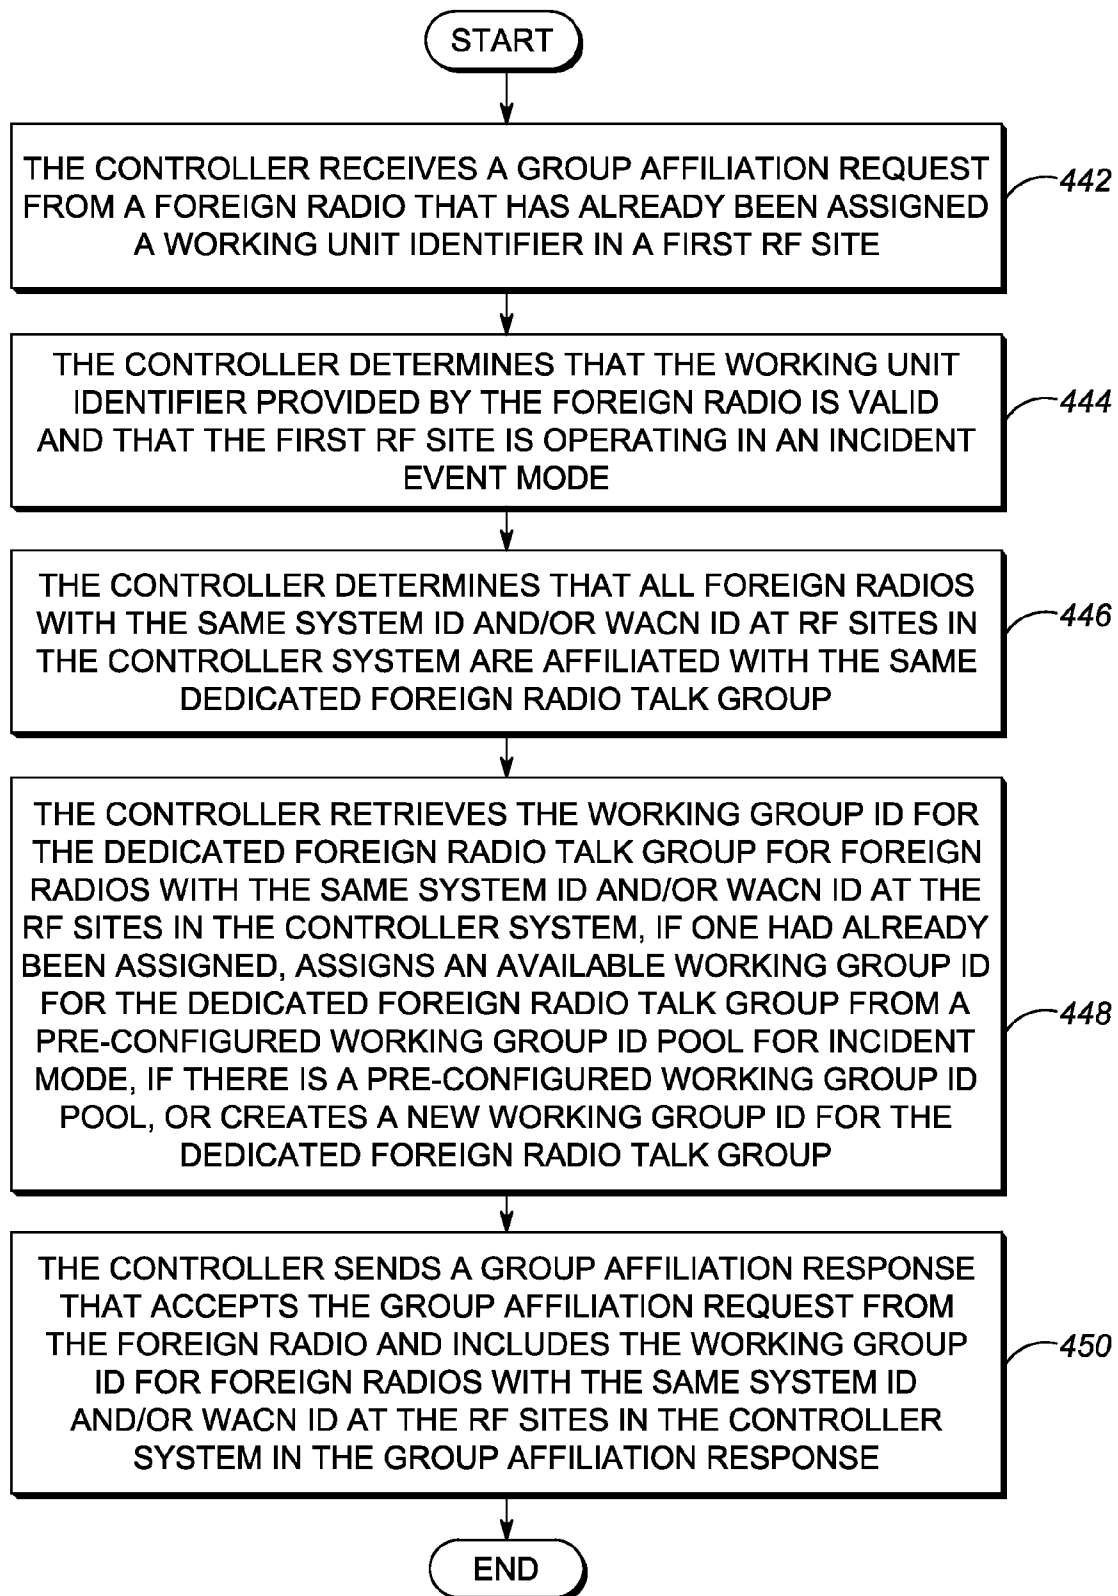 START
THE CONTROLLER RECEIVES A GROUP AFFILIATION REQUEST
FROM A FOREIGN RADIO THAT HAS ALREADY BEEN ASSIGNED
A WORKING UNIT IDENTIFIER IN A FIRST RF SITE
442
THE CONTROLLER DETERMINES THAT THE WORKING UNIT
IDENTIFIER PROVIDED BY THE FOREIGN RADIO IS VALID
AND THAT THE FIRST RF SITE IS OPERATING IN AN INCIDENT
EVENT MODE
444
THE CONTROLLER DETERMINES THAT ALL FOREIGN RADIOS
WITH THE SAME SYSTEM ID AND/OR WACN ID AT RF SITES IN
THE CONTROLLER SYSTEM ARE AFFILIATED WITH THE SAME
DEDICATED FOREIGN RADIO TALK GROUP
446
THE CONTROLLER RETRIEVES THE WORKING GROUP ID FOR
THE DEDICATED FOREIGN RADIO TALK GROUP FOR FOREIGN
RADIOS WITH THE SAME SYSTEM ID AND/OR WACN ID AT THE
RF SITES IN THE CONTROLLER SYSTEM, IF ONE HAD ALREADY
BEEN ASSIGNED, ASSIGNS AN AVAILABLE WORKING GROUP ID
FOR THE DEDICATED FOREIGN RADIO TALK GROUP FROM A
PRE-CONFIGURED WORKING GROUP ID POOL FOR INCIDENT
MODE, IF THERE IS A PRE-CONFIGURED WORKING GROUP ID
POOL, OR CREATES A NEW WORKING GROUP ID FOR THE
DEDICATED FOREIGN RADIO TALK GROUP
448
THE CONTROLLER SENDS A GROUP AFFILIATION RESPONSE
THAT ACCEPTS THE GROUP AFFILIATION REQUEST FROM
THE FOREIGN RADIO AND INCLUDES THE WORKING GROUP
ID FOR FOREIGN RADIOS WITH THE SAME SYSTEM ID
AND/OR WACN ID AT THE RF SITES IN THE CONTROLLER
SYSTEM IN THE GROUP AFFILIATION RESPONSE
450
END